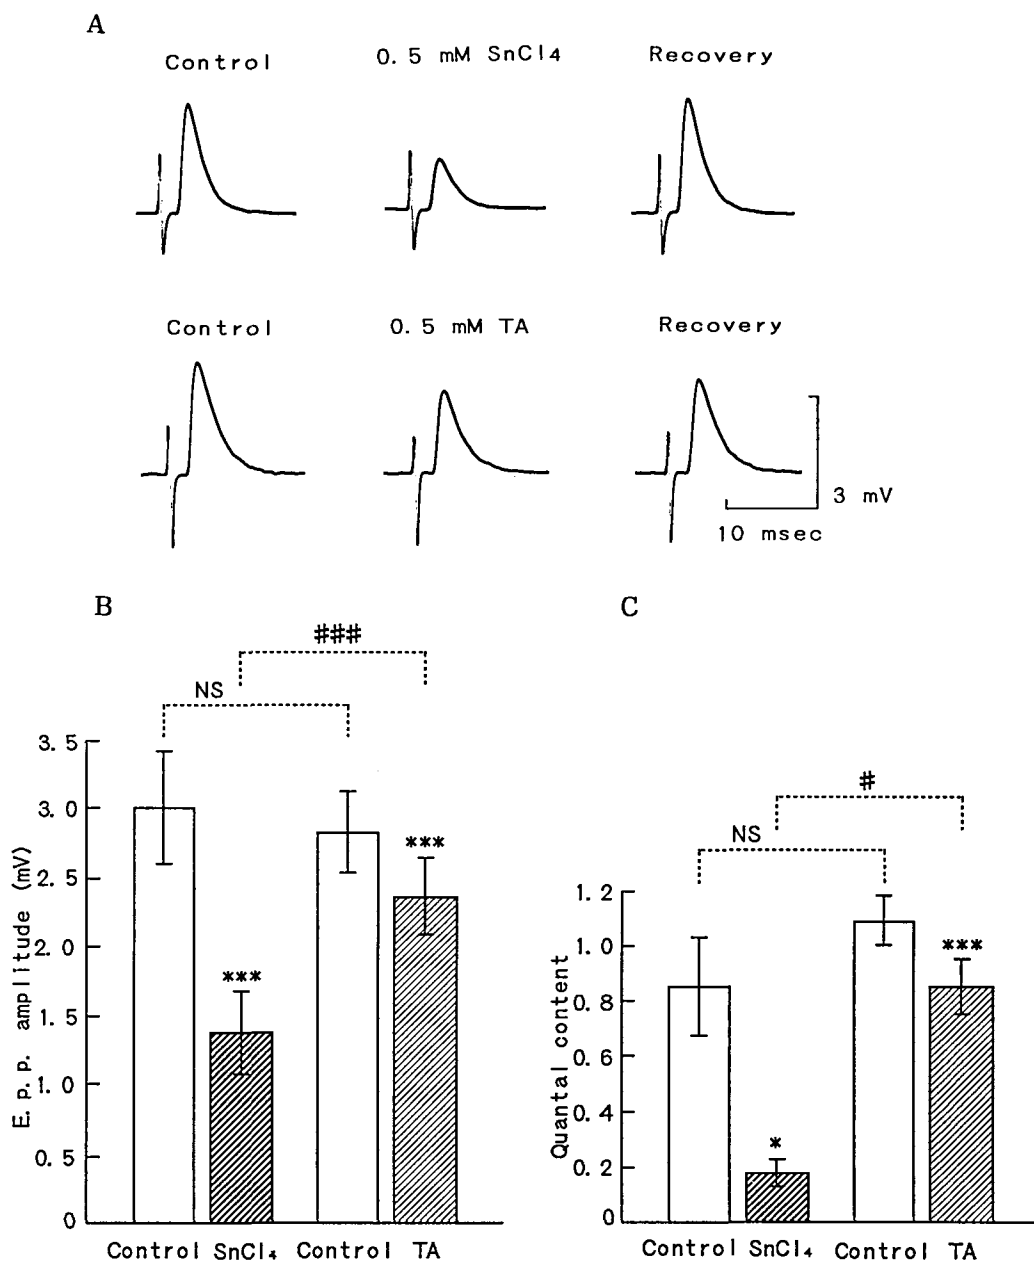 A
Control 0.5 mM SnCl4 Recovery
Control 0.5 mM TA Recovery
3 mV
10 msec
B
###
NS
3.5
3.0
2.5
2.0
1.5
1.0
0.5
0
E.p.p. amplitude (mV)
***
***
Control SnCl4 Control TA
C
#
NS
1.2
1.0
0.8
0.6
0.4
0.2
0
Quantal content
*
***
Control SnCl4 Control TA